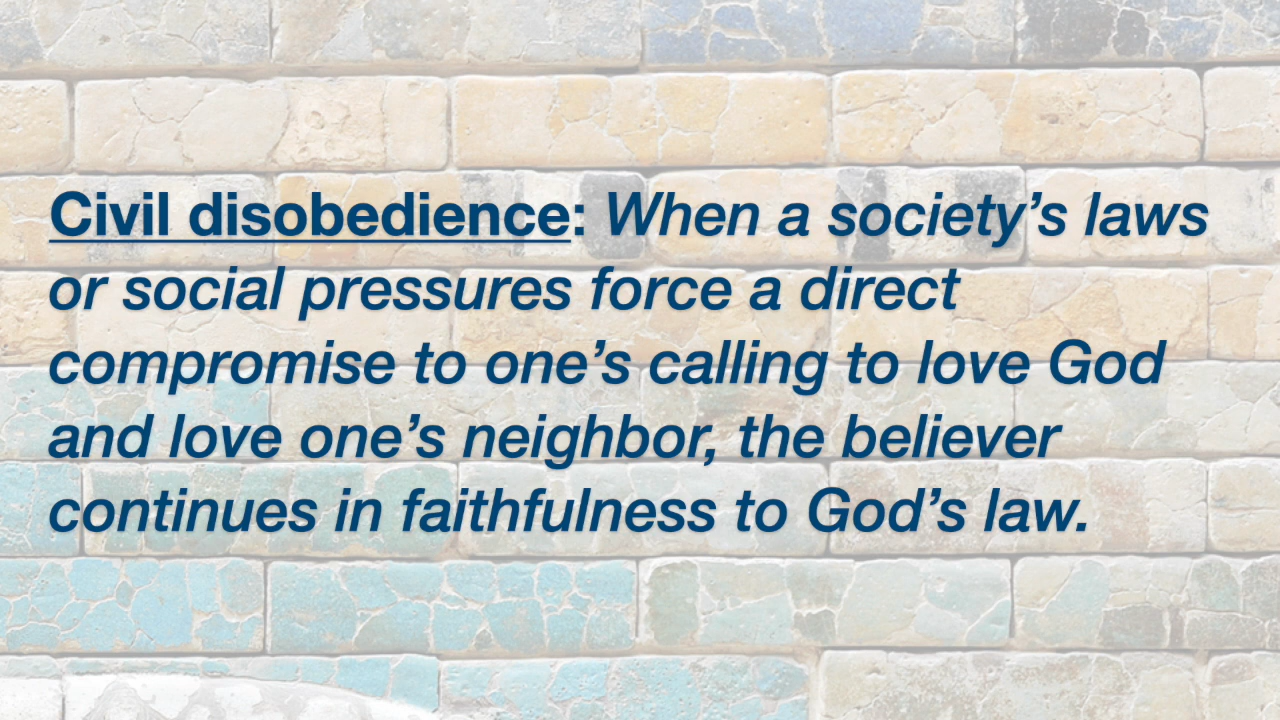 Civil disobedience: When a society’s laws
or social pressures force a direct
compromise to one’s calling to love God
and love one’s neighbor, the believer
continues in faithfulness to God’s law.